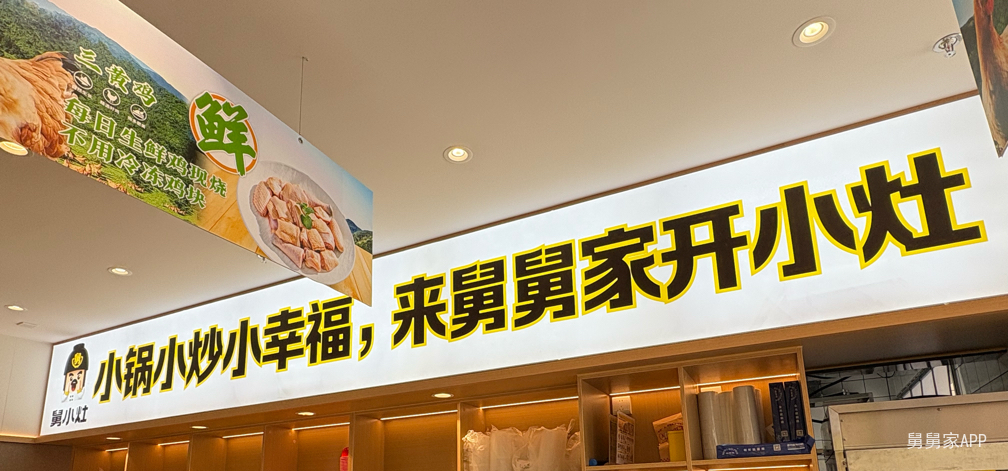 三黄鸡
鲜
每日生鲜鸡现烧
不用冷冻鸡块
小锅小炒小幸福，来舅舅家开小灶
舅小灶
舅舅家APP